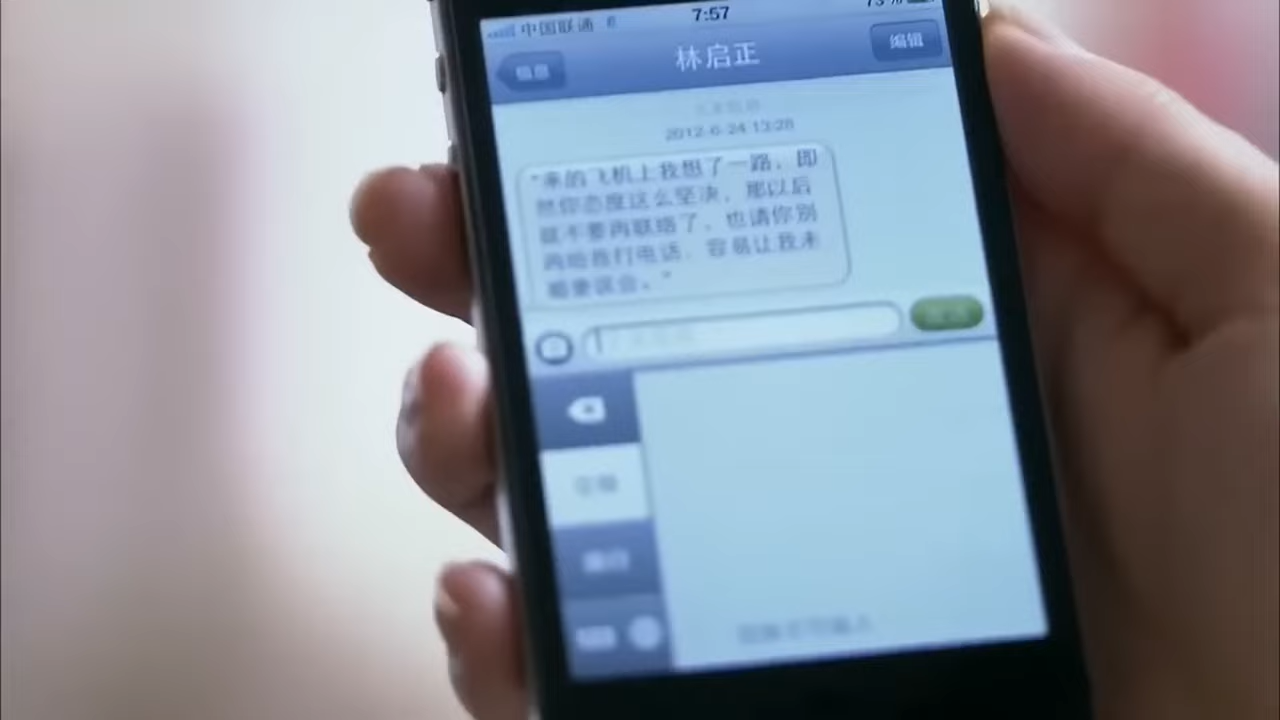 中国联通 7:57 73%
信息 林启正 编辑
2012-6-24 13:28
“来的飞机上我想了一路，即
然你态度这么坚决，那以后
就不要再联络了，也请你别
再给我打电话，容易让我未
婚妻误会。”